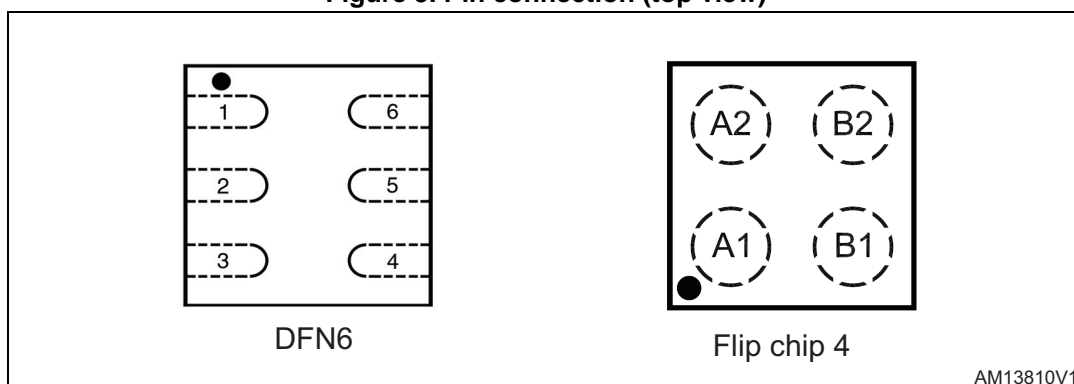 Figure 3. Pin connection (top view)
1 6
2 5
3 4
DFN6
A2 B2
A1 B1
Flip chip 4
AM13810V1